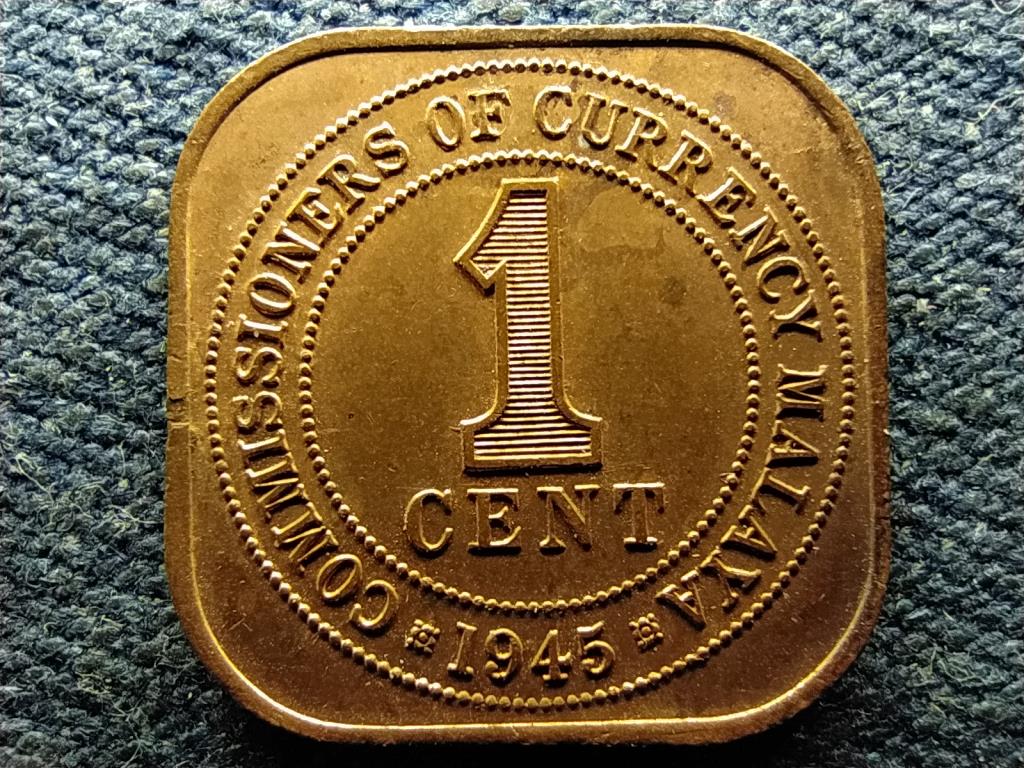 COMMISSIONERS OF CURRENCY MALAYA
1
CENT
1945